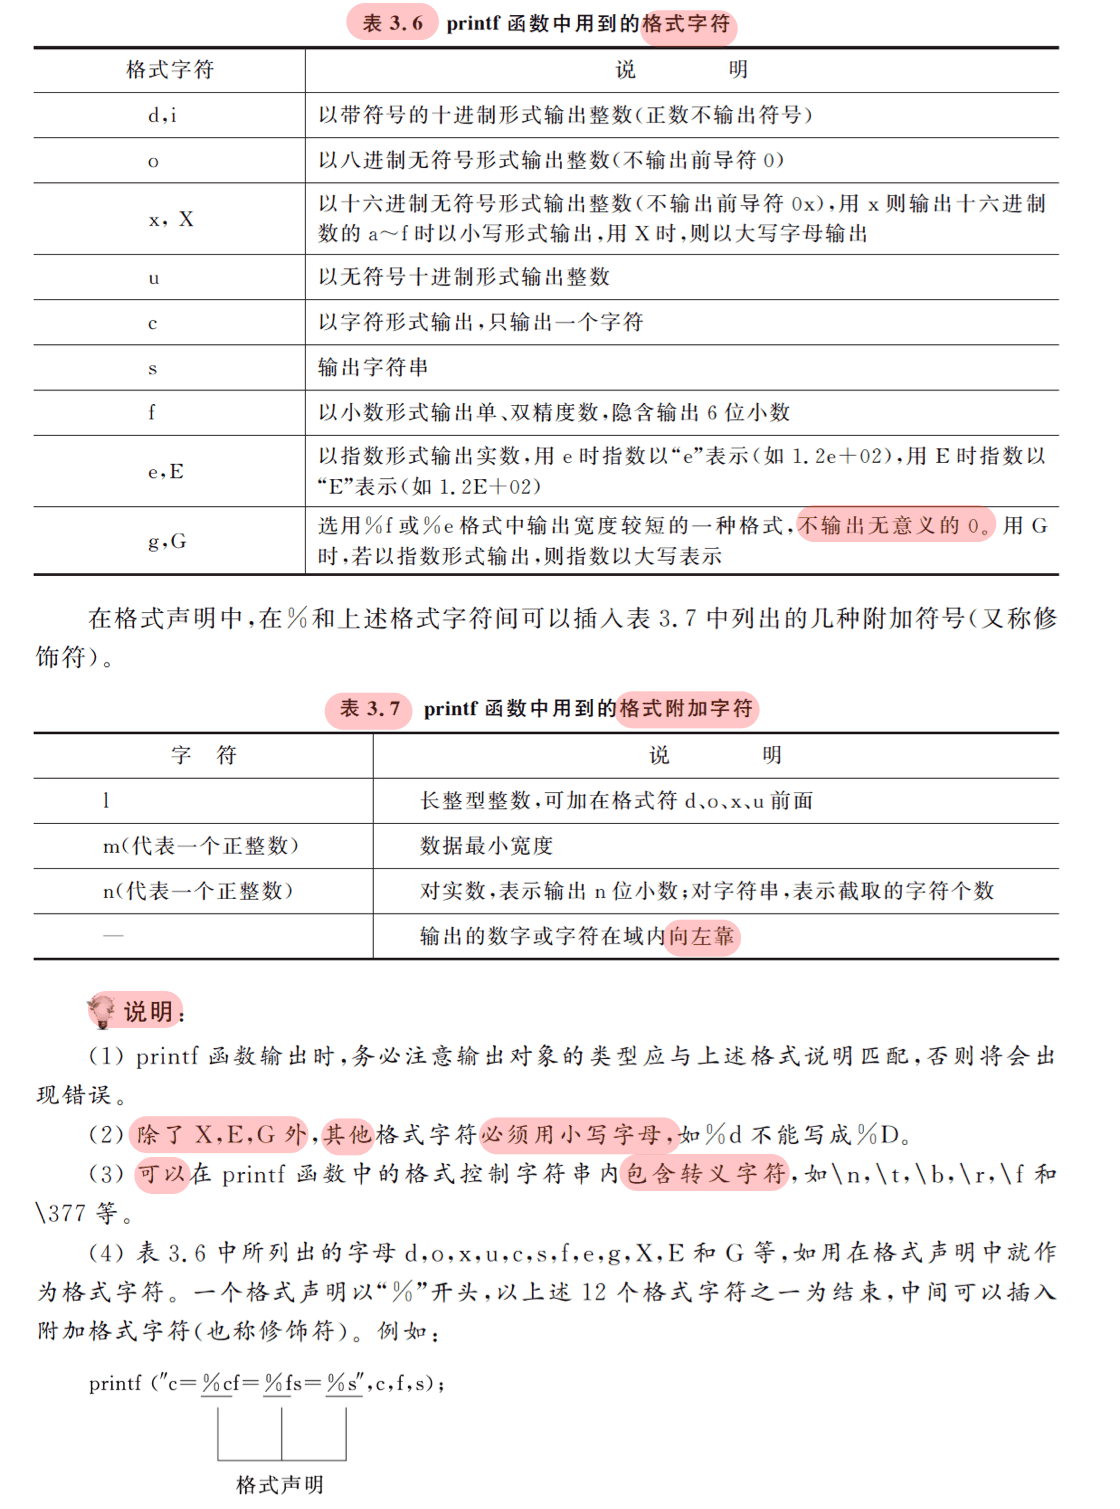 表 3.6 printf 函数中用到的格式字符
格式字符 说 明
d,i 以带符号的十进制形式输出整数(正数不输出符号)
o 以八进制无符号形式输出整数(不输出前导符 0)
x, X 以十六进制无符号形式输出整数(不输出前导符 0x),用 x 则输出十六进制
数的 a～f 时以小写形式输出,用 X 时,则以大写字母输出
u 以无符号十进制形式输出整数
c 以字符形式输出,只输出一个字符
s 输出字符串
f 以小数形式输出单、双精度数,隐含输出 6 位小数
e,E 以指数形式输出实数,用 e 时指数以“e”表示(如 1.2e+02),用 E 时指数以
“E”表示(如 1.2E+02)
g,G 选用%f 或%e 格式中输出宽度较短的一种格式,不输出无意义的 0。用 G
时,若以指数形式输出,则指数以大写表示
在格式声明中,在%和上述格式字符间可以插入表 3.7 中列出的几种附加符号(又称修
饰符)。
表 3.7 printf 函数中用到的格式附加字符
字 符 说 明
l 长整型整数,可加在格式符 d、o、x、u 前面
m(代表一个正整数) 数据最小宽度
n(代表一个正整数) 对实数,表示输出 n 位小数;对字符串,表示截取的字符个数
— 输出的数字或字符在域内向左靠
说明:
(1) printf 函数输出时,务必注意输出对象的类型应与上述格式说明匹配,否则将会出
现错误。
(2) 除了 X,E,G 外,其他格式字符必须用小写字母,如%d 不能写成%D。
(3) 可以在 printf 函数中的格式控制字符串内包含转义字符,如\n,\t,\b,\r,\f 和
\377 等。
(4) 表 3.6 中所列出的字母 d,o,x,u,c,s,f,e,g,X,E 和 G 等,如用在格式声明中就作
为格式字符。一个格式声明以“%”开头,以上述 12 个格式字符之一为结束,中间可以插入
附加格式字符(也称修饰符)。例如:
printf ("c=%cf=%fs=%s",c,f,s);
格式声明